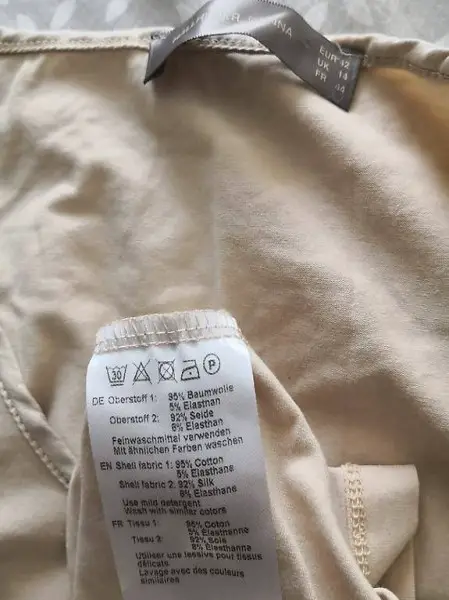 EUR 42
UK 14
FR 44
30
P
DE Oberstoff 1: 95% Baumwolle
5% Elasthan
Oberstoff 2: 92% Seide
8% Elasthan
Feinwaschmittel verwenden
Mit ähnlichen Farben waschen
EN Shell fabric 1: 95% Cotton
5% Elasthane
Shell fabric 2: 92% Silk
8% Elasthane
Use mild detergent
Wash with similar colors
FR Tissu 1: 95% Coton
5% Elasthanne
Tissu 2: 92% Soie
8% Elasthanne
Utiliser une lessive pour tissus
délicats
Lavage avec des couleurs
similaires